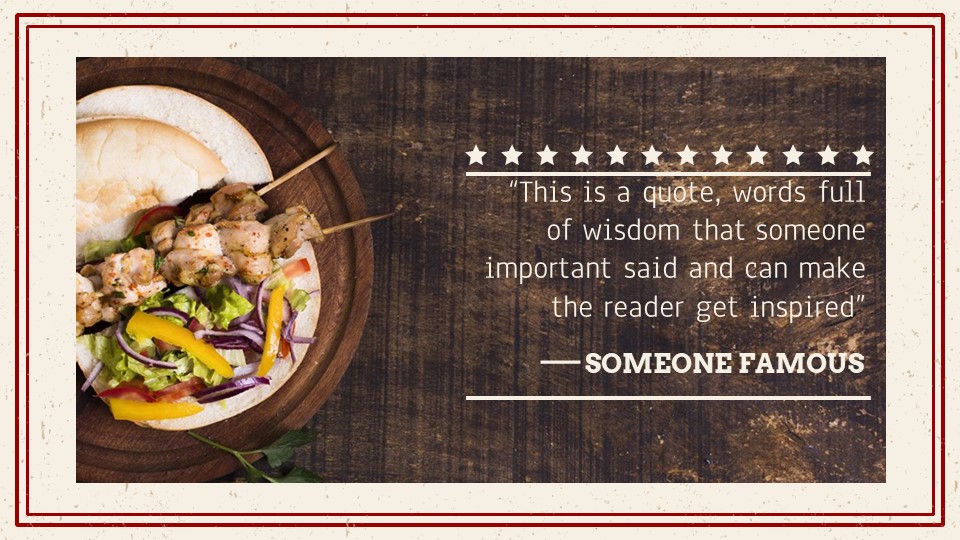 “This is a quote, words full
of wisdom that someone
important said and can make
the reader get inspired”
—SOMEONE FAMOUS